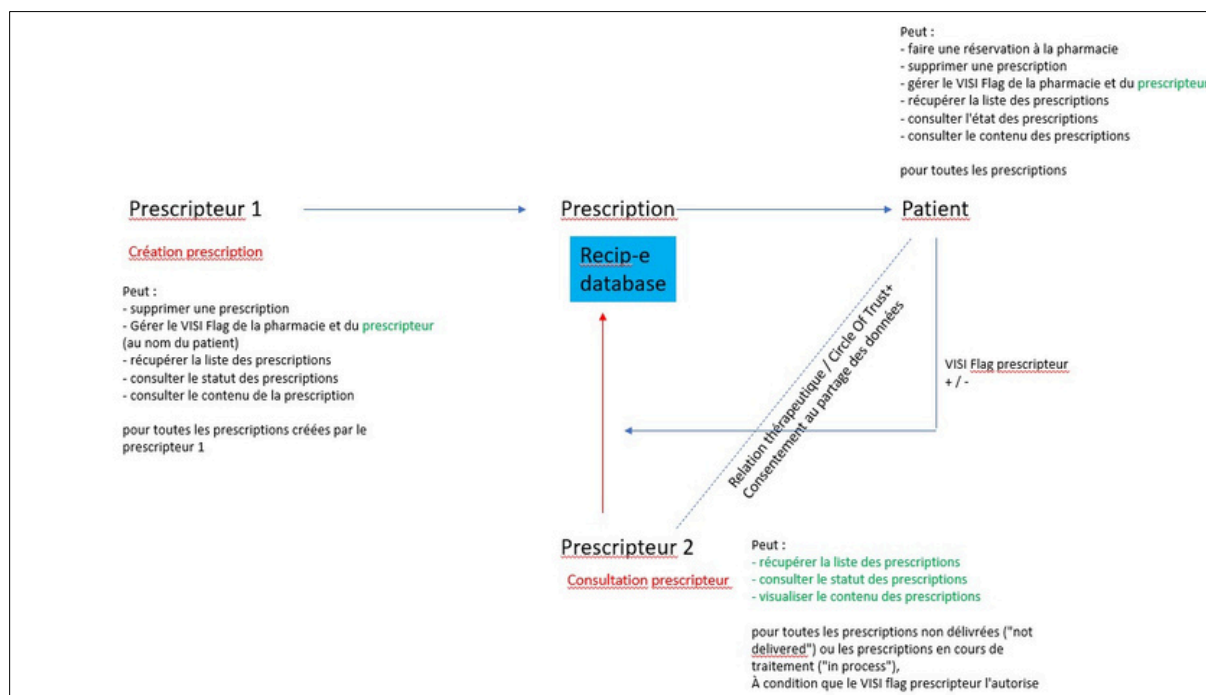 Peut :
- faire une réservation à la pharmacie
- supprimer une prescription
- gérer le VISI Flag de la pharmacie et du prescripteur
- récupérer la liste des prescriptions
- consulter l'état des prescriptions
- consulter le contenu des prescriptions
pour toutes les prescriptions
Prescripteur 1
Prescription
Patient
Création prescription
Recip-e
database
Peut :
- supprimer une prescription
- Gérer le VISI Flag de la pharmacie et du prescripteur
(au nom du patient)
- récupérer la liste des prescriptions
- consulter le statut des prescriptions
- consulter le contenu de la prescription
pour toutes les prescriptions créées par le
prescripteur 1
Relation thérapeutique / Circle Of Trust+
Consentement au partage des données
VISI Flag prescripteur
+ / -
Prescripteur 2
Consultation prescripteur
Peut :
- récupérer la liste des prescriptions
- consulter le statut des prescriptions
- visualiser le contenu des prescriptions
pour toutes les prescriptions non délivrées ("not
delivered") ou les prescriptions en cours de
traitement ("in process"),
À condition que le VISI flag prescripteur l'autorise